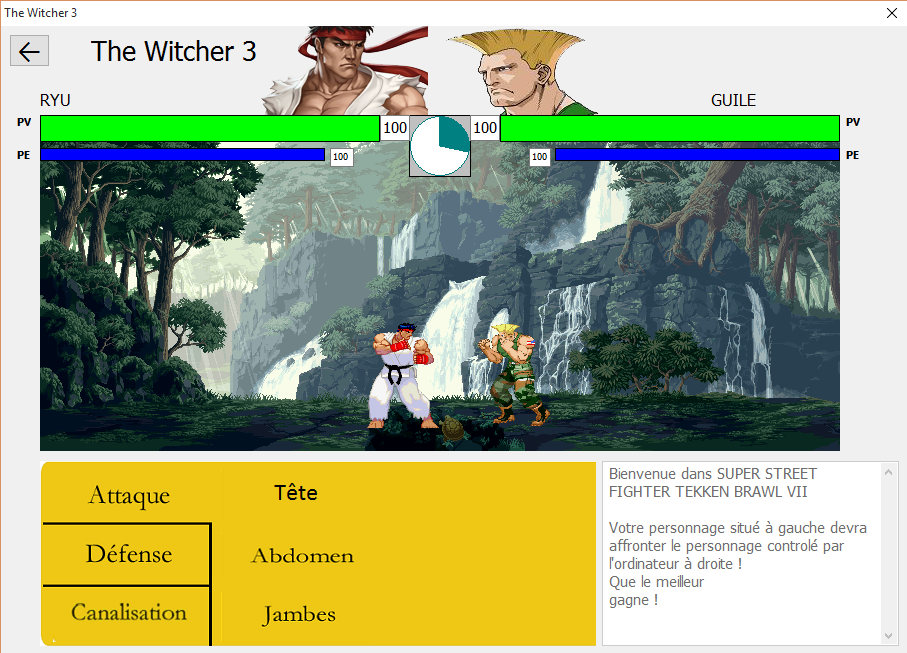 The Witcher 3
The Witcher 3
RYU
GUILE
PV
100
100
PV
PE
100
100
PE
Attaque
Tête
Défense
Abdomen
Canalisation
Jambes
Bienvenue dans SUPER STREET
FIGHTER TEKKEN BRAWL VII
Votre personnage situé à gauche devra
affronter le personnage controlé par
l'ordinateur à droite !
Que le meilleur
gagne !